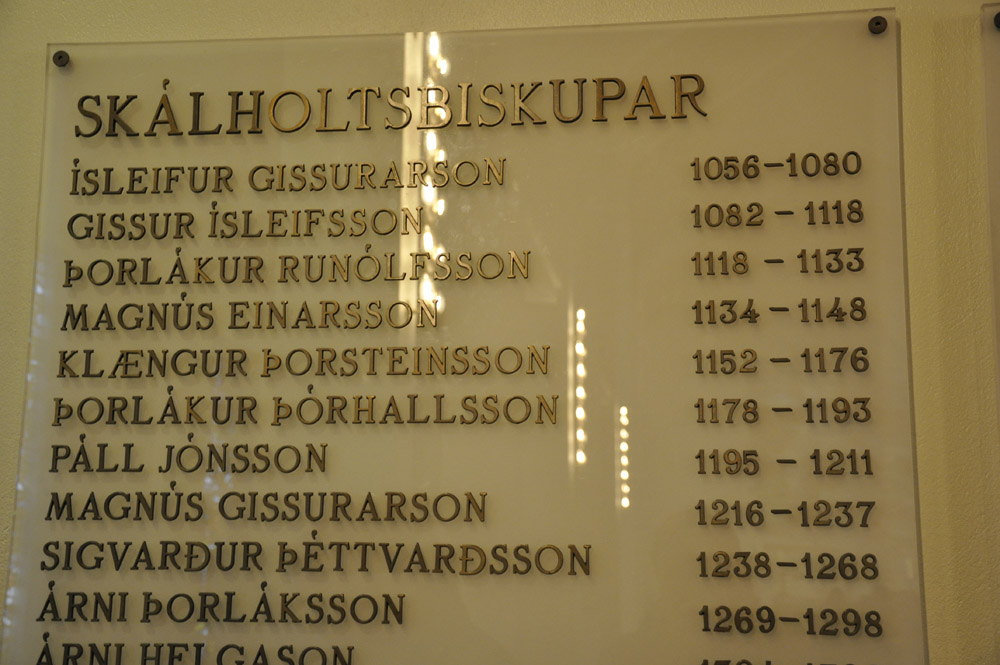 SKÁLHOLTSBISKUPAR
ÍSLEIFUR GISSURARSON 1056-1080
GISSUR ÍSLEIFSSON 1082 - 1118
ÞORLÁKUR RUNÓLFSSON 1118 - 1133
MAGNÚS EINARSSON 1134 - 1148
KLÆNGUR ÞORSTEINSSON 1152 - 1176
ÞORLÁKUR ÞÓRHALLSSON 1178 - 1193
PÁLL JÓNSSON 1195 - 1211
MAGNÚS GISSURARSON 1216-1237
SIGVARÐUR ÞÉTTVARÐSSON 1238-1268
ÁRNI ÞORLÁKSSON 1269-1298
ÁRNI HELGASON